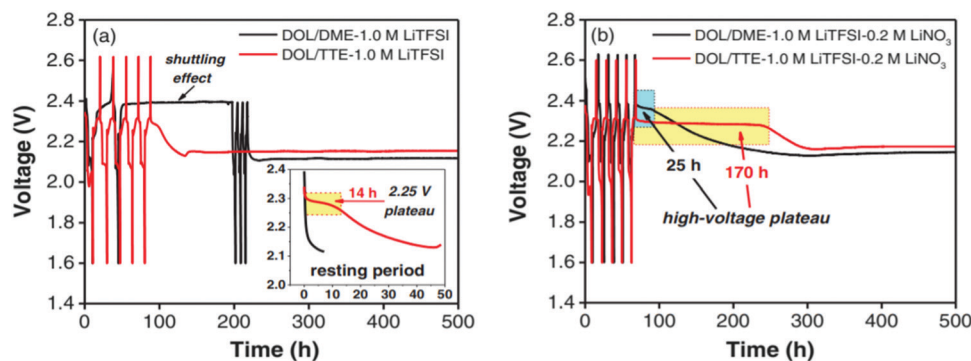 (a)
DOL/DME-1.0 M LiTFSI
DOL/TTE-1.0 M LiTFSI
shuttling
effect
2.8
2.6
2.4
2.2
2.0
1.8
1.6
1.4
Voltage (V)
14 h
2.25 V
plateau
resting period
2.4
2.3
2.2
2.1
2.0
0 10 20 30 40 50
0 100 200 300 400 500
Time (h)
(b)
DOL/DME-1.0 M LiTFSI-0.2 M LiNO₃
DOL/TTE-1.0 M LiTFSI-0.2 M LiNO₃
2.8
2.6
2.4
2.2
2.0
1.8
1.6
1.4
Voltage (V)
25 h
170 h
high-voltage plateau
0 100 200 300 400 500
Time (h)